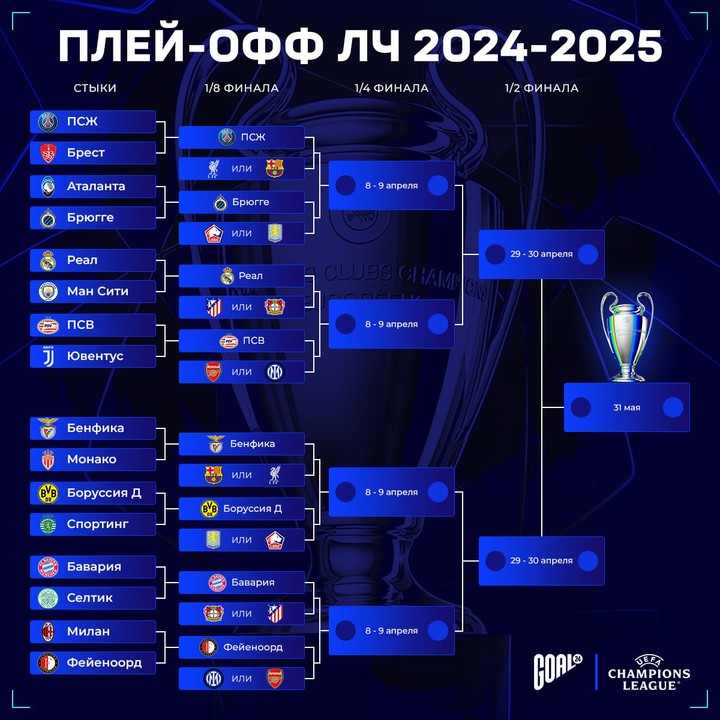 ПЛЕЙ-ОФФ ЛЧ 2024-2025
СТЫКИ
1/8 ФИНАЛА
1/4 ФИНАЛА
1/2 ФИНАЛА
ПСЖ
Брест
Аталанта
Брюгге
Реал
Ман Сити
ПСВ
Ювентус
Бенфика
Монако
Боруссия Д
Спортинг
Бавария
Селтик
Милан
Фейеноорд
ПСЖ
ИЛИ
Брюгге
ИЛИ
Реал
ИЛИ
ПСВ
ИЛИ
Бенфика
ИЛИ
Боруссия Д
ИЛИ
Бавария
ИЛИ
Фейеноорд
ИЛИ
8 - 9 апреля
8 - 9 апреля
8 - 9 апреля
8 - 9 апреля
29 - 30 апреля
29 - 30 апреля
31 мая
GOAL24
UEFA
CHAMPIONS
LEAGUE